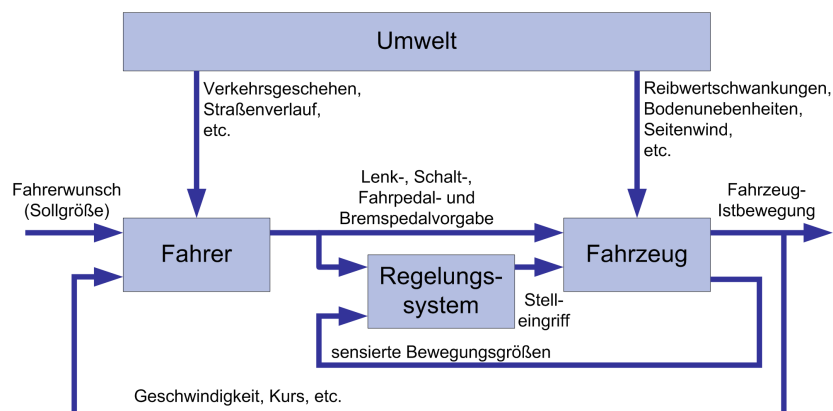 Umwelt
Verkehrsgeschehen,
Straßenverlauf,
etc.
Reibwertschwankungen,
Bodenunebenheiten,
Seitenwind,
etc.
Fahrerwunsch
(Sollgröße)
Lenk-, Schalt-,
Fahrpedal- und
Bremspedalvorgabe
Fahrzeug-
Istbewegung
Fahrer
Fahrzeug
Regelungs-
system
Stell-
eingriff
sensierte Bewegungsgrößen
Geschwindigkeit, Kurs, etc.